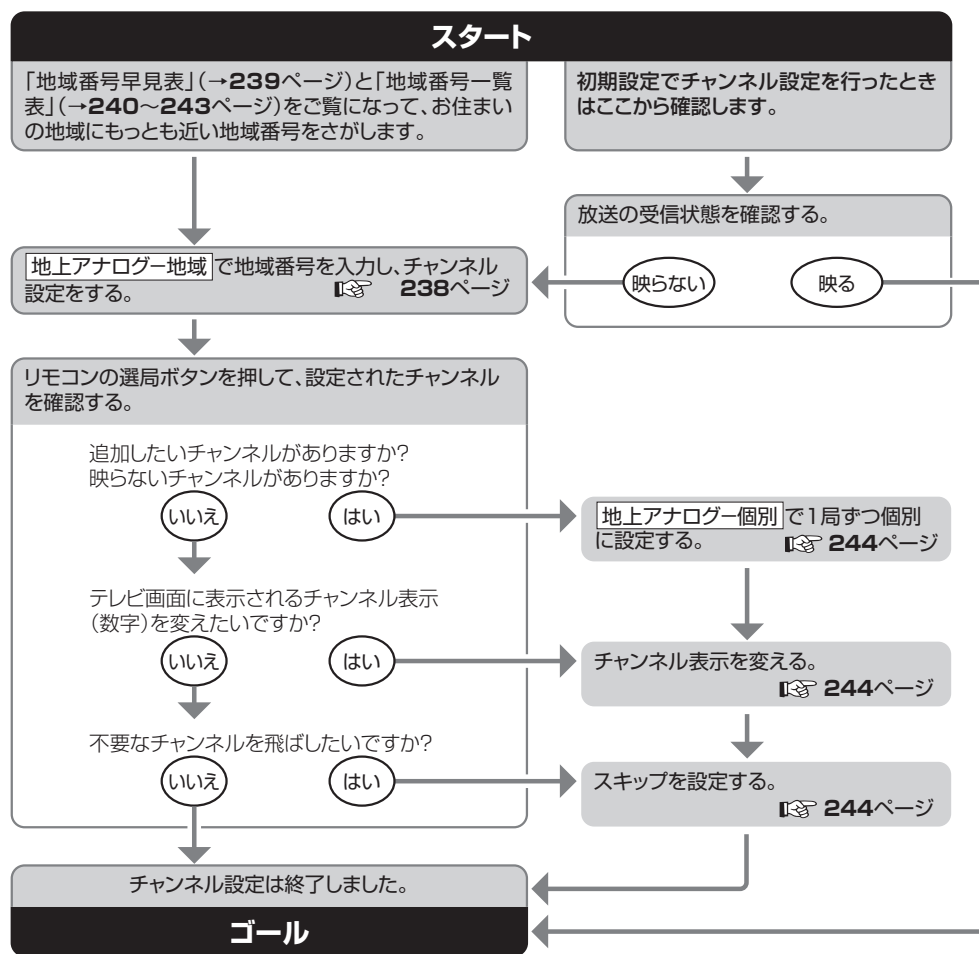 スタート
「地域番号早見表」(→239ページ)と「地域番号一覧
表」(→240～243ページ)をご覧になって、お住まい
の地域にもっとも近い地域番号をさがします。
初期設定でチャンネル設定を行ったとき
はここから確認します。
放送の受信状態を確認する。
映らない
映る
地上アナログー地域 で地域番号を入力し、チャンネル
設定をする。 ☞ 238ページ
リモコンの選局ボタンを押して、設定されたチャンネル
を確認する。
追加したいチャンネルがありますか?
映らないチャンネルがありますか?
いいえ
はい
地上アナログー個別 で1局ずつ個別
に設定する。 ☞ 244ページ
テレビ画面に表示されるチャンネル表示
(数字)を変えたいですか?
いいえ
はい
チャンネル表示を変える。
☞ 244ページ
不要なチャンネルを飛ばしたいですか?
いいえ
はい
スキップを設定する。
☞ 244ページ
チャンネル設定は終了しました。
ゴール